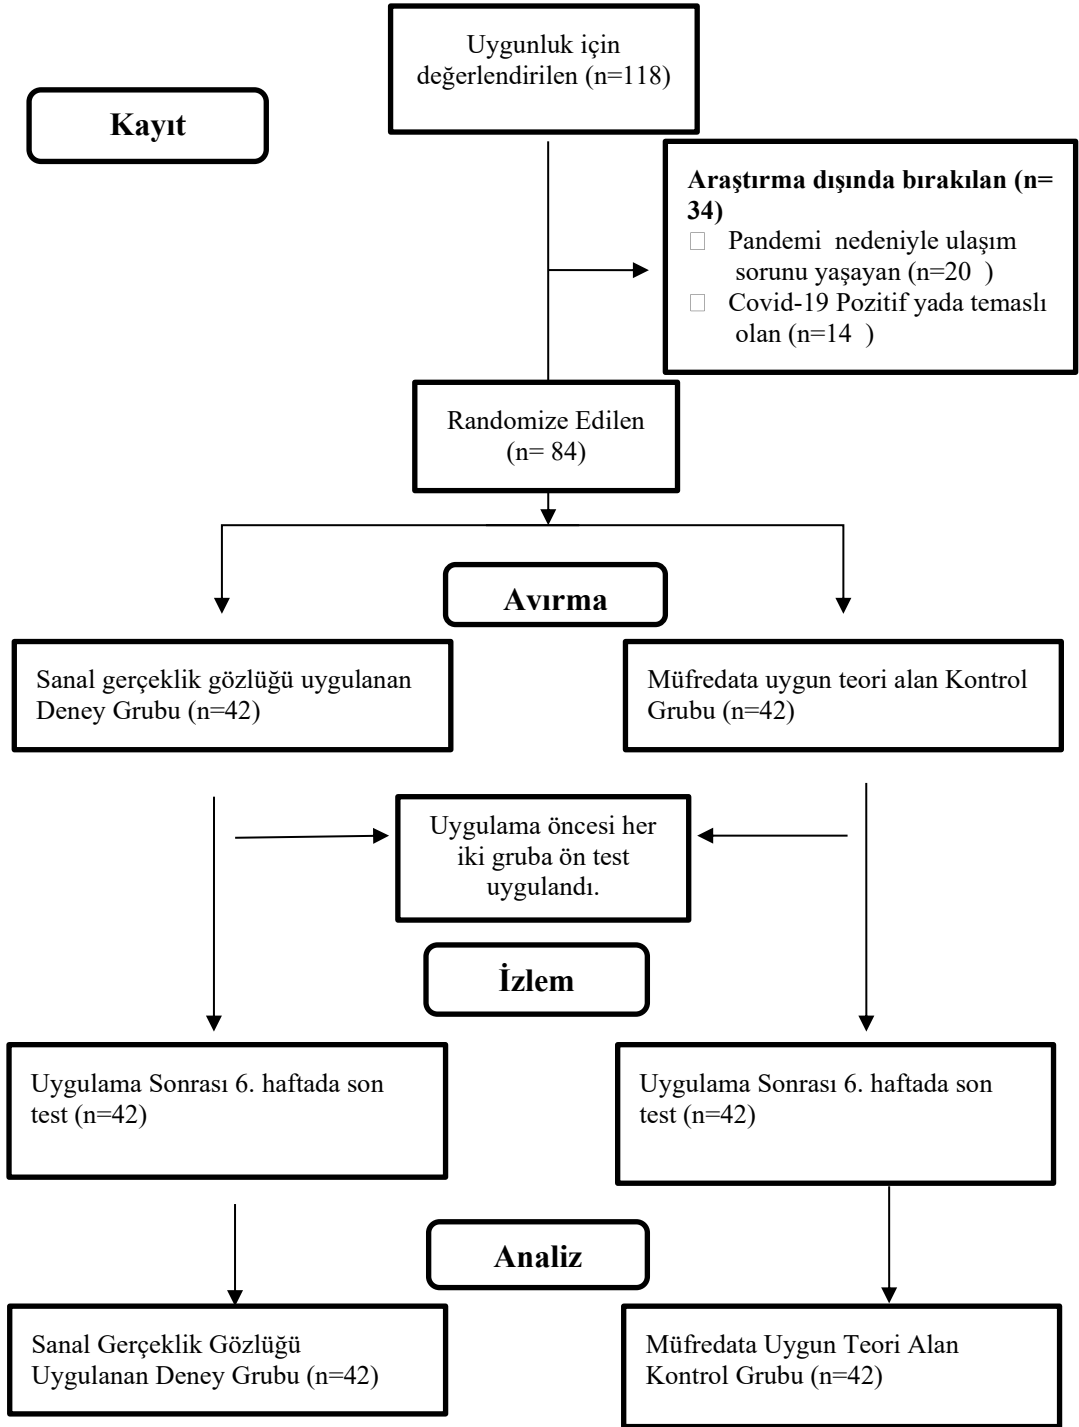 Uygunluk için
değerlendirilen (n=118)
Kayıt
Araştırma dışında bırakılan (n=
34)
Pandemi nedeniyle ulaşım
sorunu yaşayan (n=20 )
Covid-19 Pozitif yada temaslı
olan (n=14 )
Randomize Edilen
(n= 84)
Avırma
Sanal gerçeklik gözlüğü uygulanan
Deney Grubu (n=42)
Müfredata uygun teori alan Kontrol
Grubu (n=42)
Uygulama öncesi her
iki gruba ön test
uygulandı.
İzlem
Uygulama Sonrası 6. haftada son
test (n=42)
Uygulama Sonrası 6. haftada son
test (n=42)
Analiz
Sanal Gerçeklik Gözlüğü
Uygulanan Deney Grubu (n=42)
Müfredata Uygun Teori Alan
Kontrol Grubu (n=42)